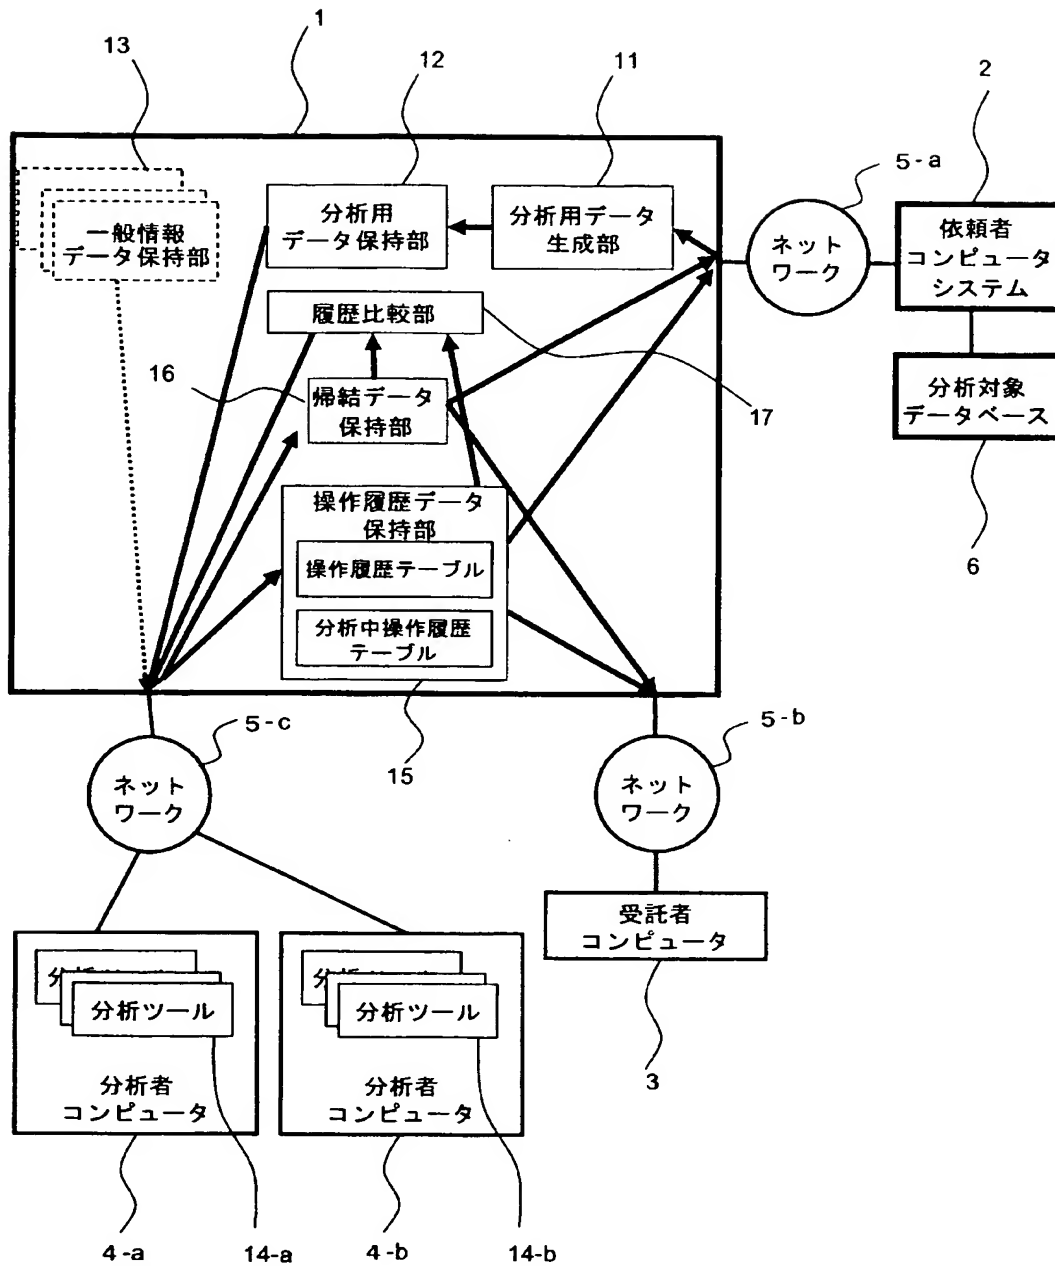 1
13
12
11
2
5-a
一般情報
データ保持部
分析用
データ保持部
分析用データ
生成部
ネット
ワーク
依頼者
コンピュータ
システム
履歴比較部
16
帰結データ
保持部
17
分析対象
データベース
6
操作履歴データ
保持部
操作履歴テーブル
分析中操作履歴
テーブル
15
5-c
5-b
ネット
ワーク
ネット
ワーク
受託者
コンピュータ
3
分析ツール
分析者
コンピュータ
分析ツール
分析者
コンピュータ
4-a
14-a
4-b
14-b